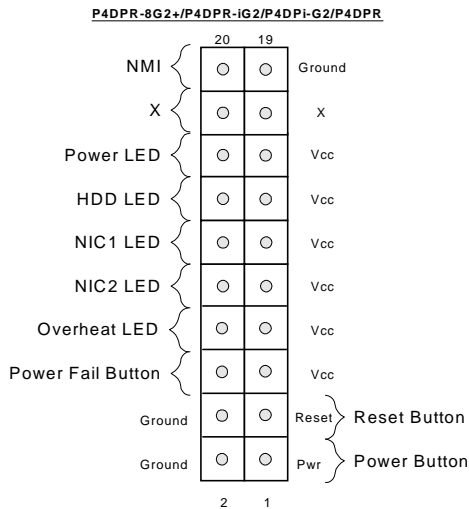 P4DPR-8G2+/P4DPR-iG2/P4DPi-G2/P4DPR
20 19
NMI Ground
X X
Power LED Vcc
HDD LED Vcc
NIC1 LED Vcc
NIC2 LED Vcc
Overheat LED Vcc
Power Fail Button Vcc
Ground Reset Reset Button
Ground Pwr Power Button
2 1